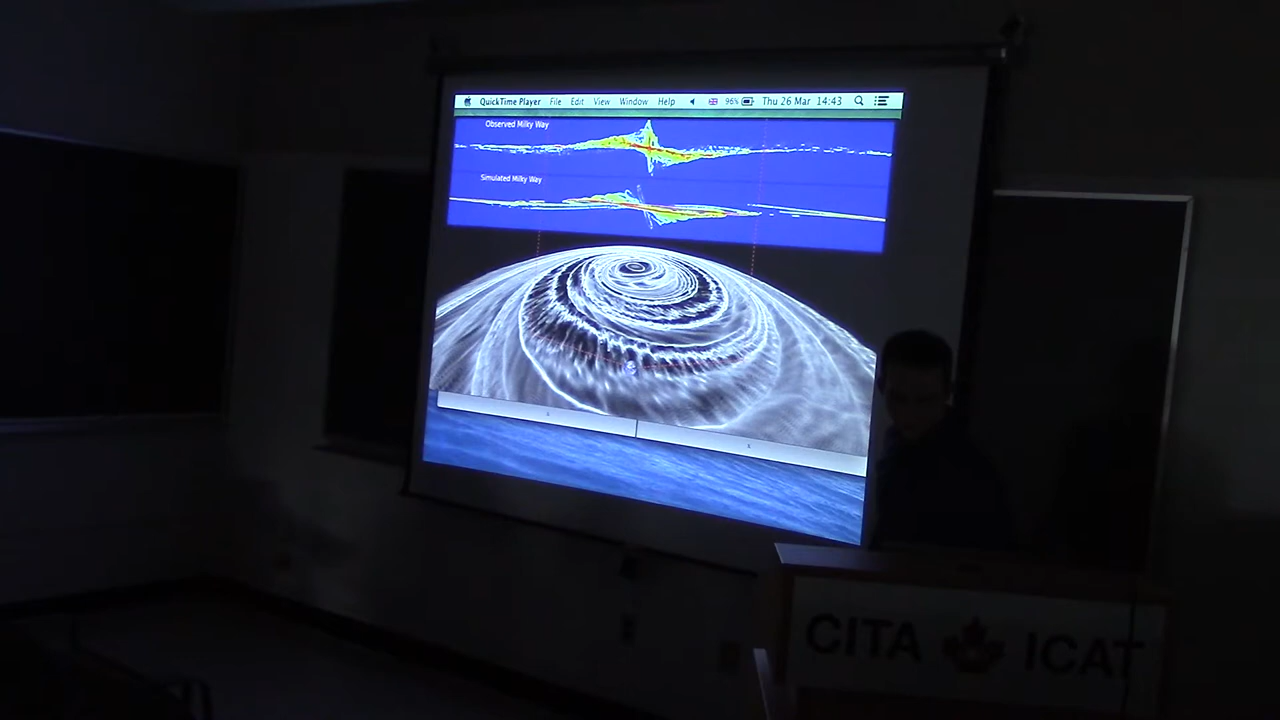 QuickTime Player File Edit View Window Help 96% Thu 26 Mar 14:43
Observed Milky Way
Simulated Milky Way
CITA ICAT